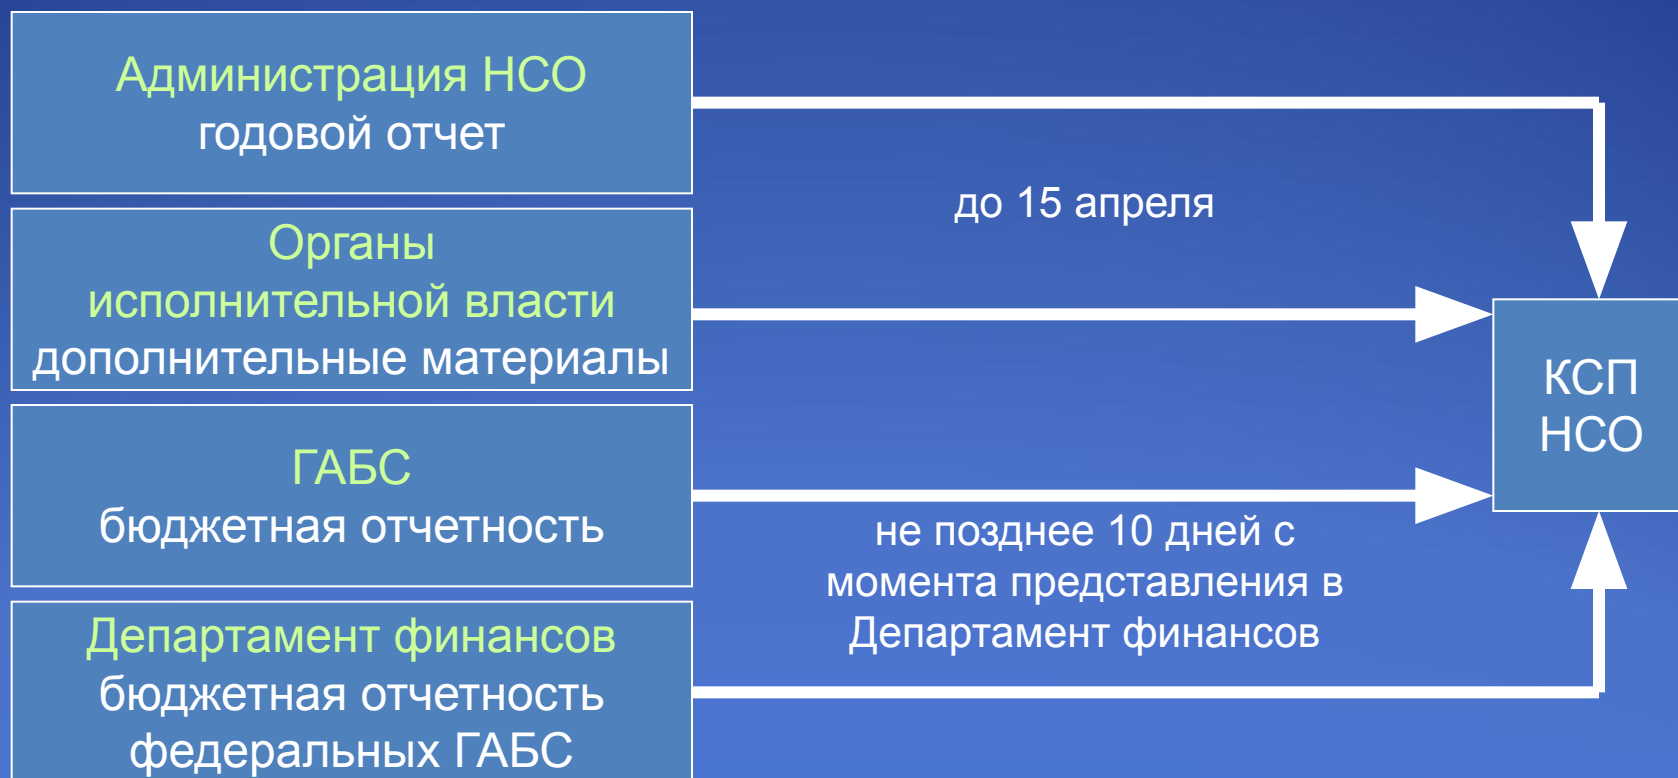 Администрация НСО
годовой отчет
до 15 апреля
Органы
исполнительной власти
дополнительные материалы
КСП
НСО
ГАБС
бюджетная отчетность
не позднее 10 дней с
момента представления в
Департамент финансов
Департамент финансов
бюджетная отчетность
федеральных ГАБС